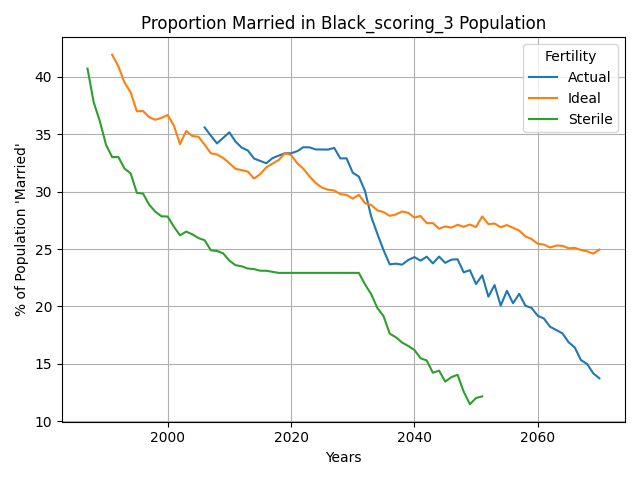 Proportion Married in Black_scoring_3 Population
% of Population 'Married'
40
35
30
25
20
15
10
Fertility
Actual
Ideal
Sterile
2000
2020
2040
2060
Years